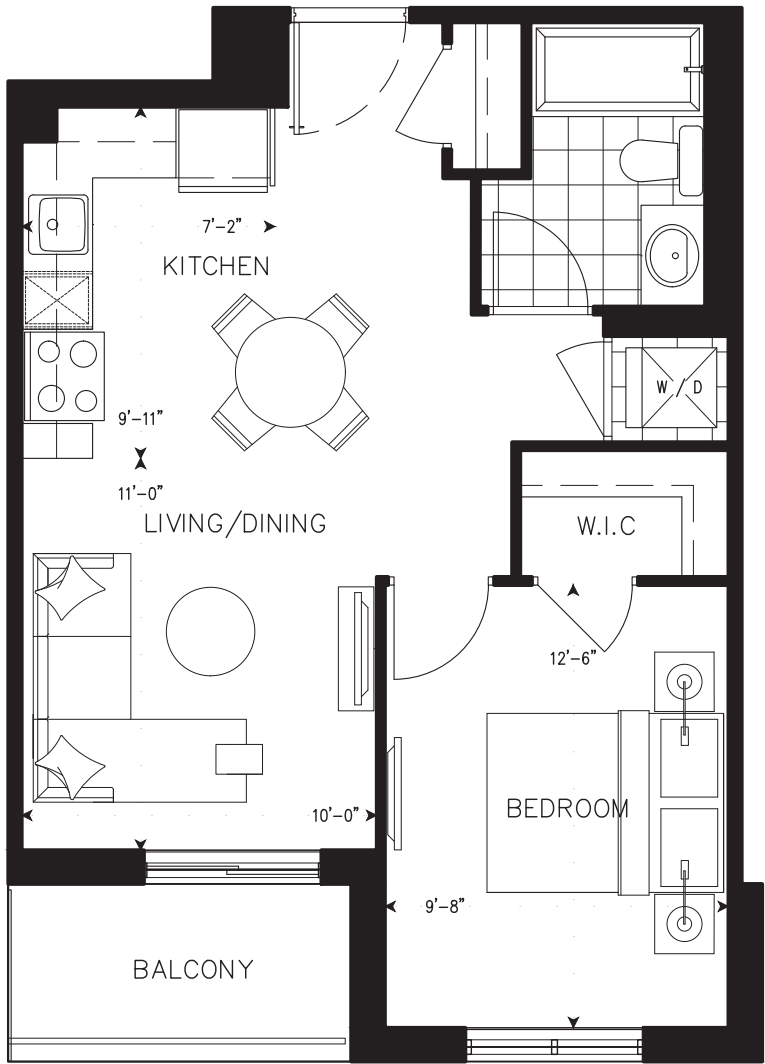 7'-2"
KITCHEN
W / D
9'-11"
11'-0"
LIVING/DINING
W.I.C
12'-6"
10'-0"
BEDROOM
9'-8"
BALCONY